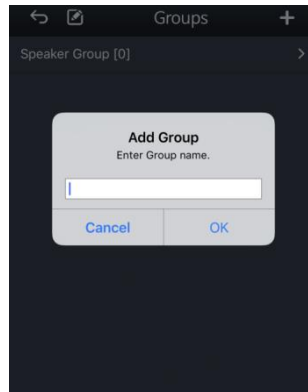 Groups
Speaker Group [0]
Add Group
Enter Group name.
Cancel OK